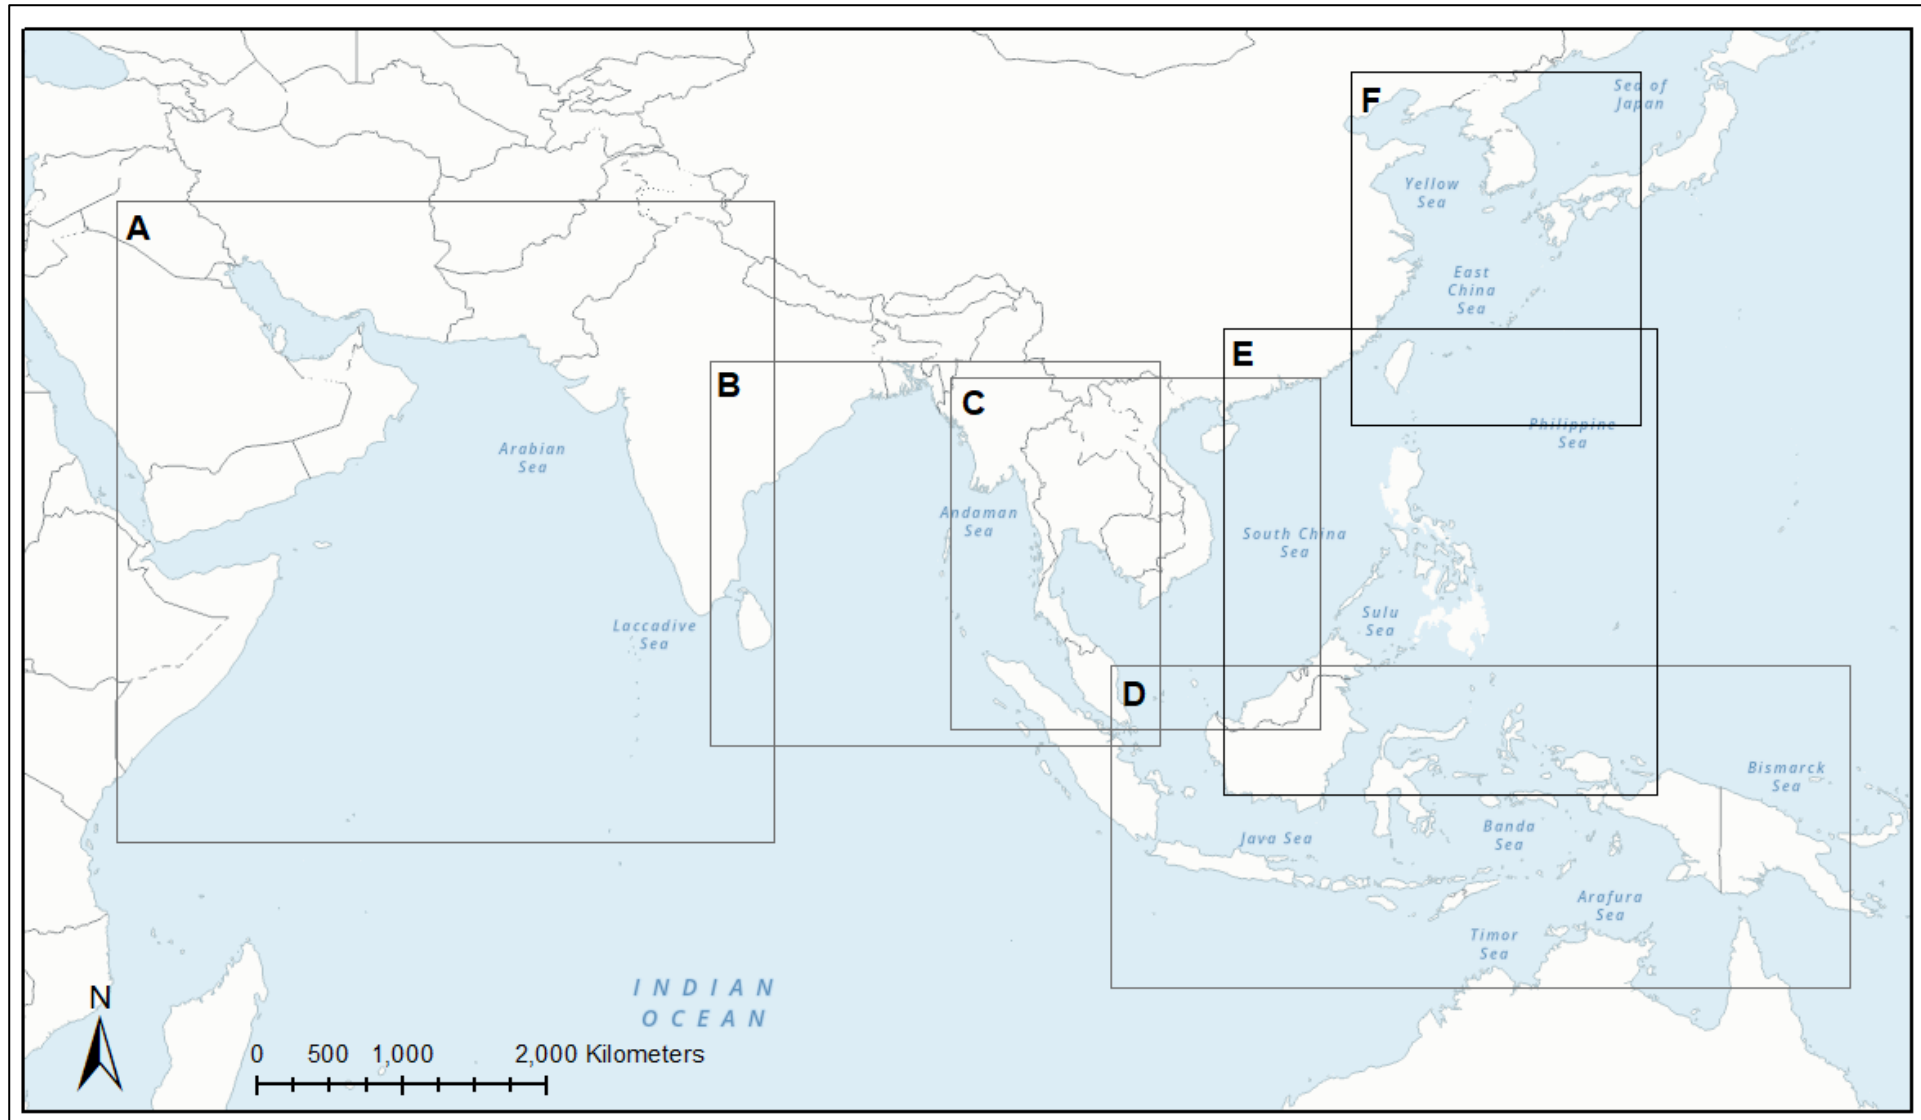 Sea of
Japan
F
Yellow
Sea
A
East
China
Sea
E
B
C
Philippine
Sea
Arabian
Sea
Andaman
Sea
South China
Sea
Sulu
Sea
Laccadive
Sea
D
Bismarck
Sea
Java Sea
Banda
Sea
Arafura
Sea
Timor
Sea
INDIAN
OCEAN
N
0 500 1,000 2,000 Kilometers